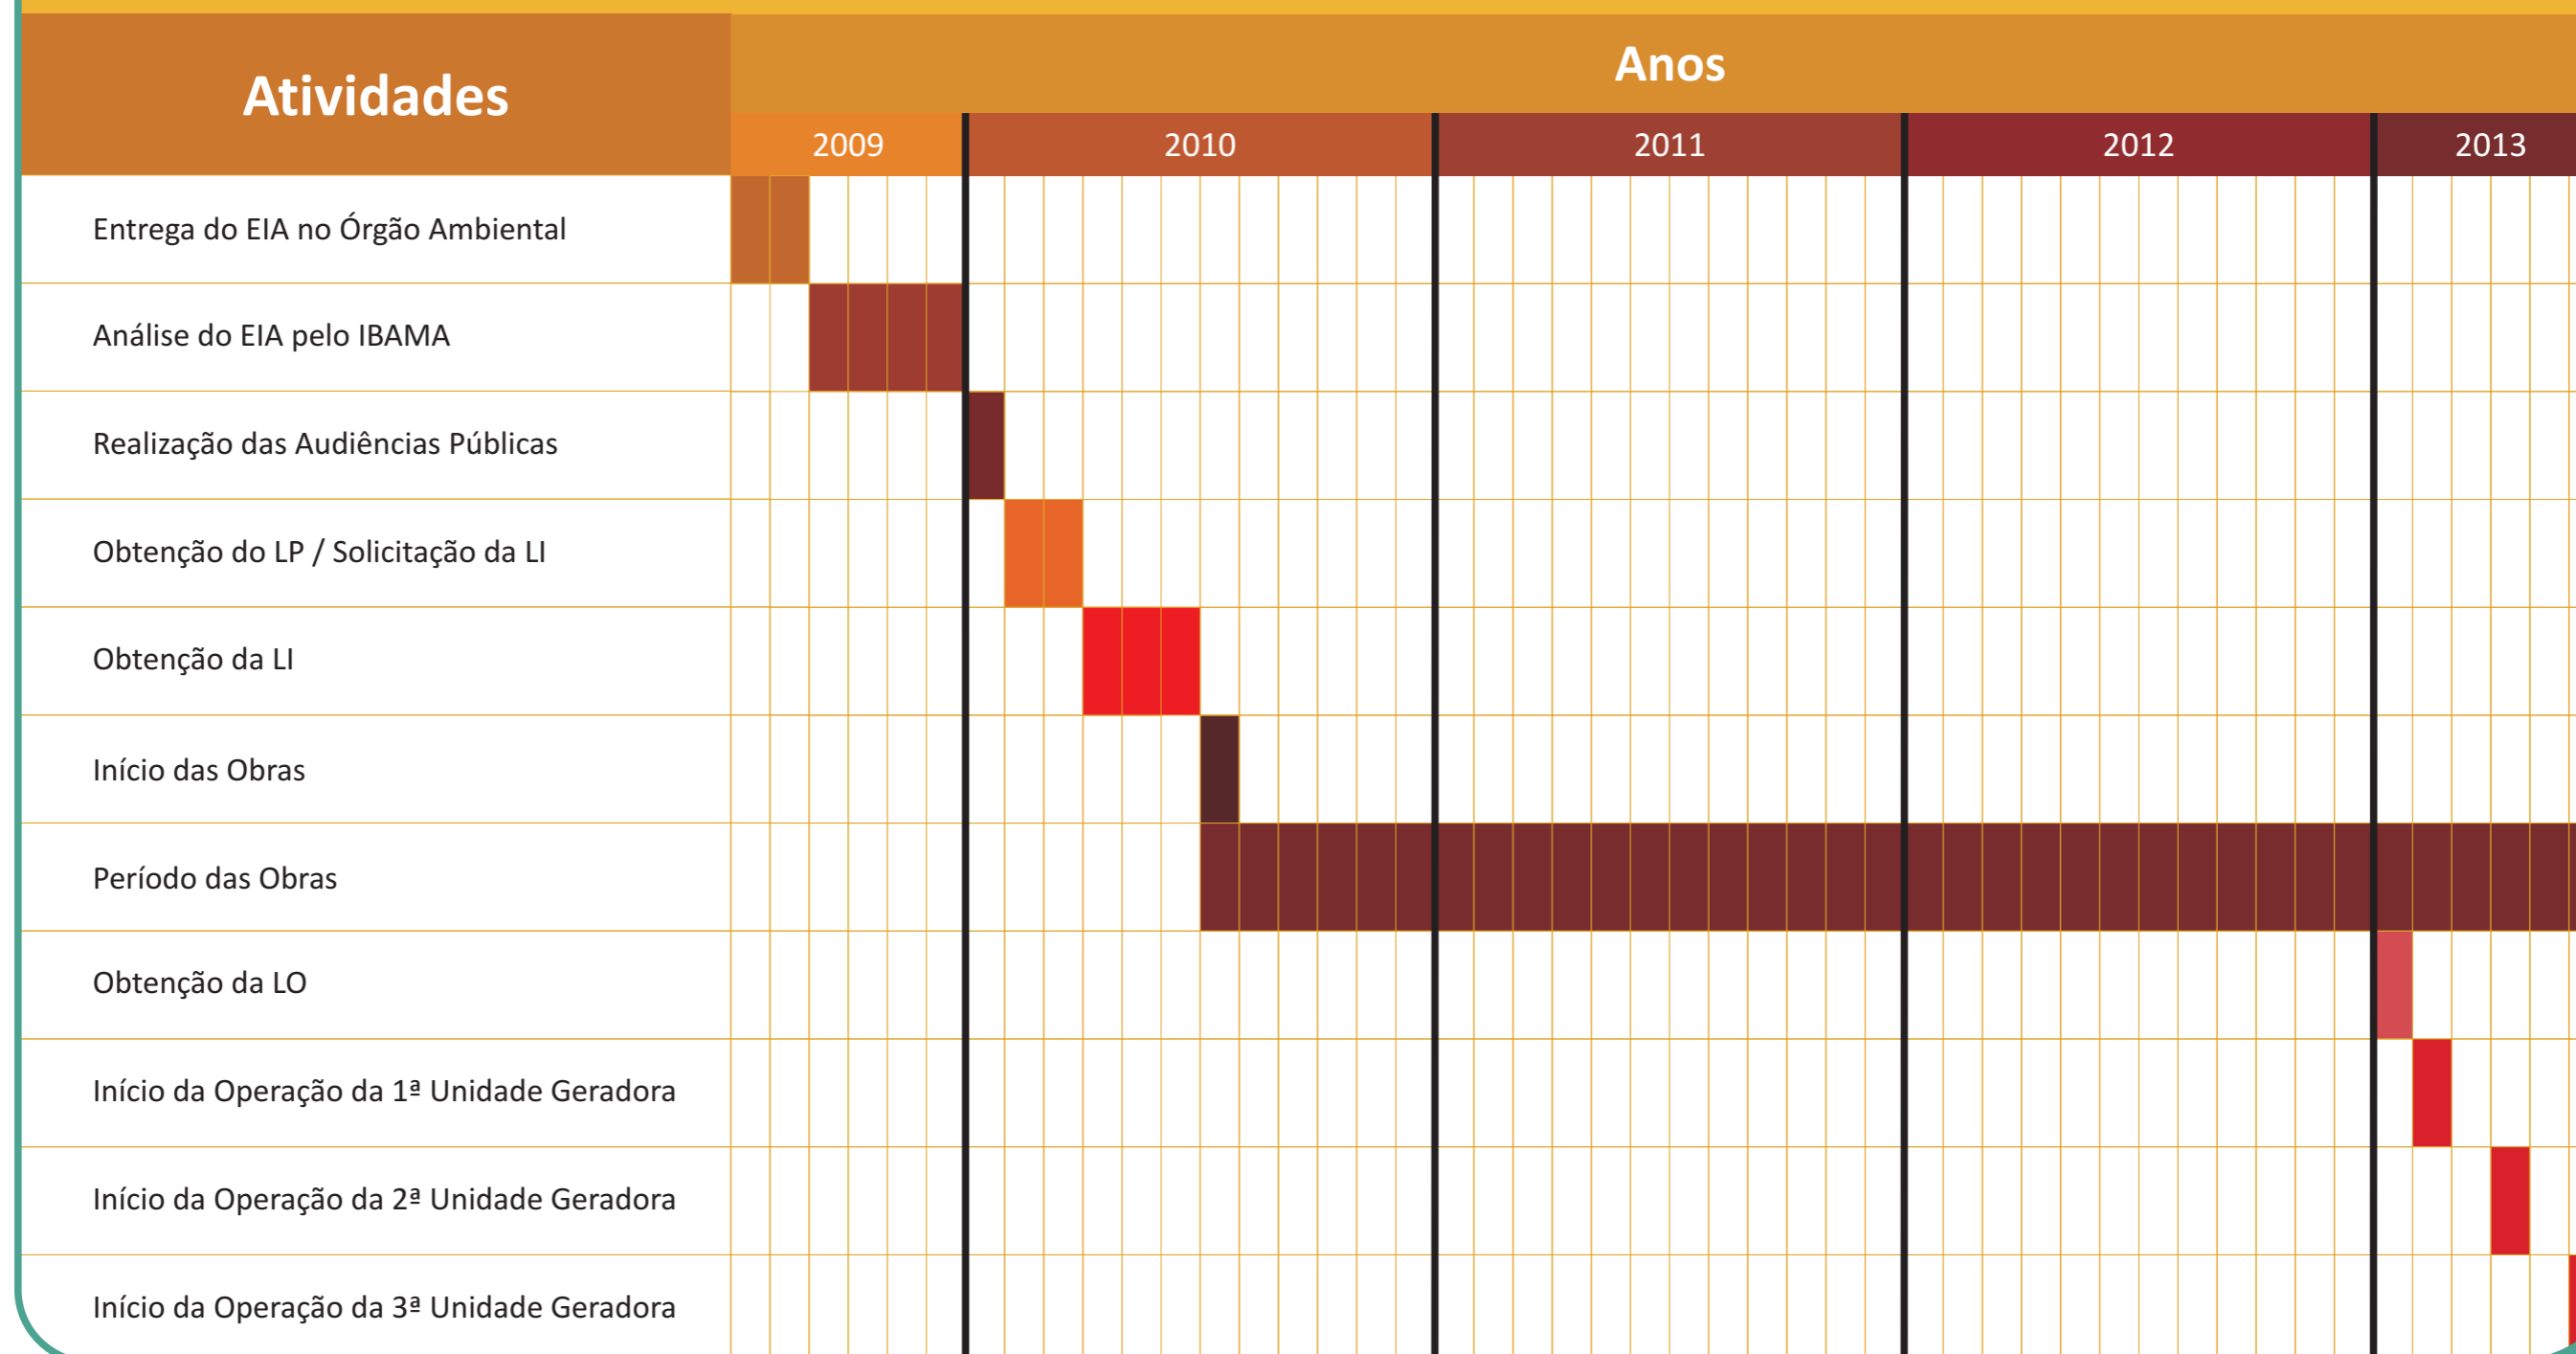 Atividades
Anos
2009
2010
2011
2012
2013
Entrega do EIA no Órgão Ambiental
Análise do EIA pelo IBAMA
Realização das Audiências Públicas
Obtenção do LP / Solicitação da LI
Obtenção da LI
Início das Obras
Período das Obras
Obtenção da LO
Início da Operação da 1ª Unidade Geradora
Início da Operação da 2ª Unidade Geradora
Início da Operação da 3ª Unidade Geradora